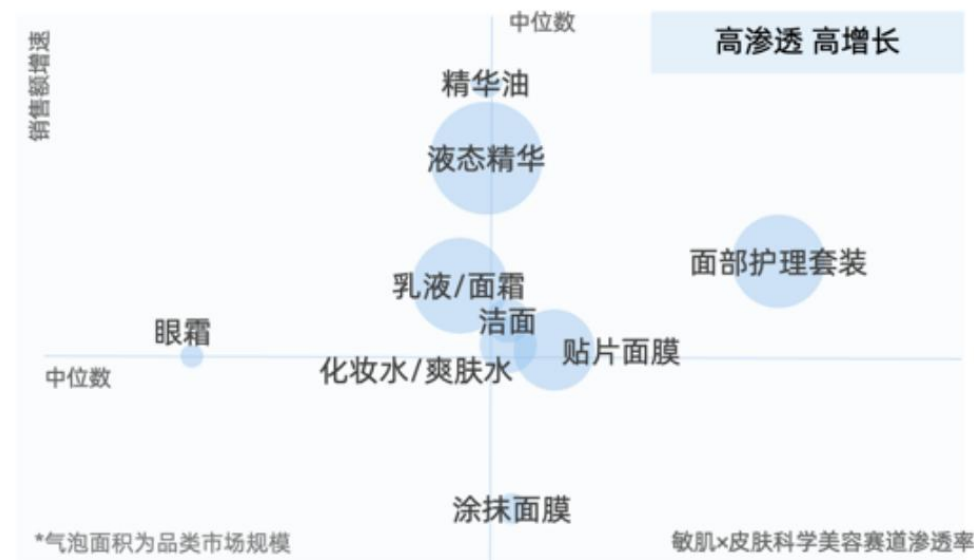 中位数
高渗透 高增长
销售额增速
精华油
液态精华
面部护理套装
乳液/面霜
洁面
眼霜
贴片面膜
化妆水/爽肤水
中位数
涂抹面膜
*气泡面积为品类市场规模
敏肌×皮肤科学美容赛道渗透率